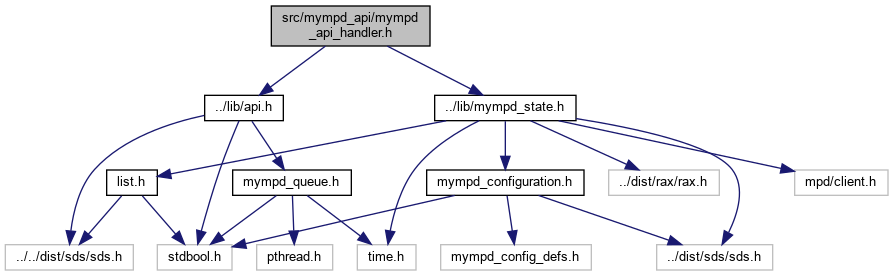 src/mympd_api/mympd
_api_handler.h
../lib/api.h
../lib/mympd_state.h
list.h
mympd_queue.h
mympd_configuration.h
../dist/rax/rax.h
mpd/client.h
../../dist/sds/sds.h
stdbool.h
pthread.h
time.h
mympd_config_defs.h
../dist/sds/sds.h